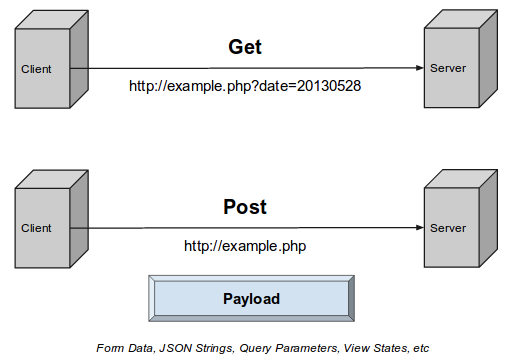 Get
Client
Server
http://example.php?date=20130528
Post
Client
Server
http://example.php
Payload
Form Data, JSON Strings, Query Parameters, View States, etc